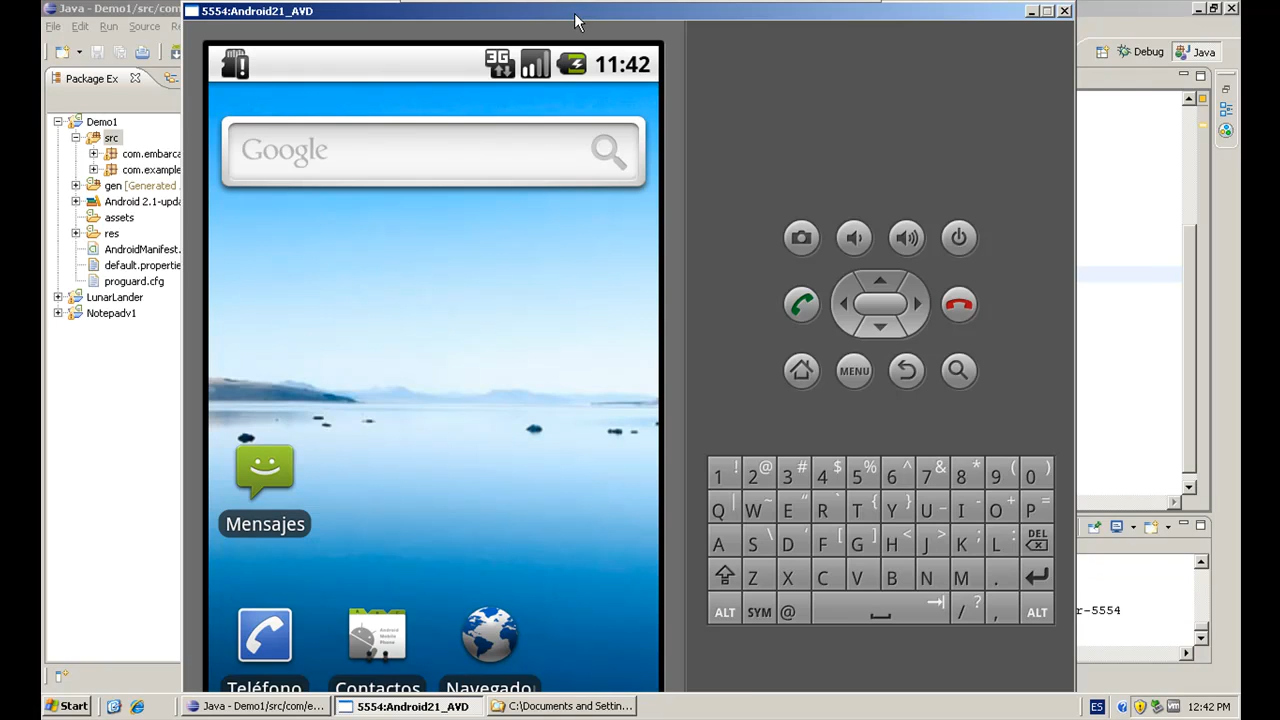 Java - Demo1/src/com
5554:Android21_AVD
File Edit Run Source
Debug
Java
Package Ex
Demo1
src
com.embarca
com.example
gen [Generated
Android 2.1-upda
assets
res
AndroidManifest.
default.properties
proguard.cfg
LunarLander
Notepadv1
3G
11:42
Google
Mensajes
Teléfono
Contactos
Navegado
MENU
1 ! 2 @ 3 # 4 $ 5 % 6 ^ 7 & 8 * 9 ( 0 )
Q | W ~ E " R ` T { Y } U _ I - O + P =
A S ` D ' F [ G ] H < J > K ; L : DEL
Z X C V B N M .
ALT SYM @ / ? , ALT
r-5554
Start
Java - Demo1/src/com/e...
5554:Android21_AVD
C:\Documents and Settin...
ES
12:42 PM